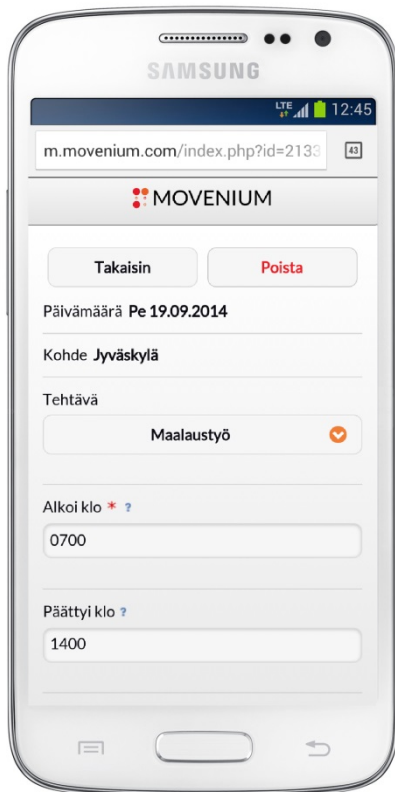 SAMSUNG
LTE 12:45
m.movenium.com/index.php?id=2133 43
MOVENIUM
Takaisin Poista
Päivämäärä Pe 19.09.2014
Kohde Jyväskylä
Tehtävä
Maalaustyö
Alkoi klo * ?
0700
Päättyi klo ?
1400